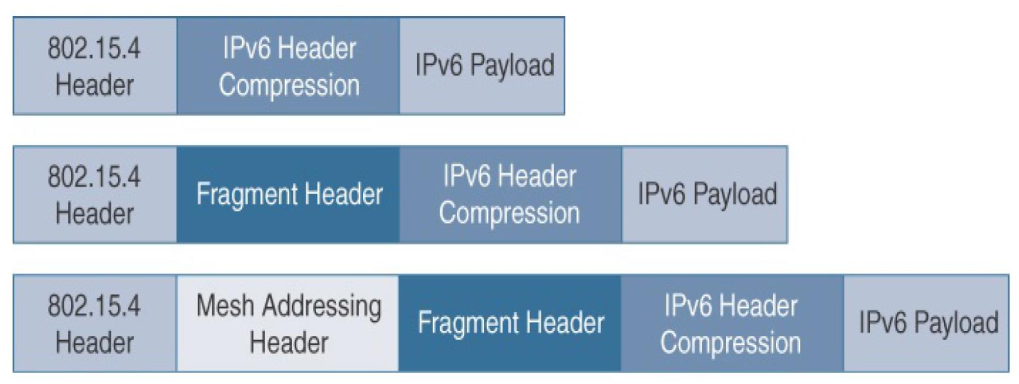 802.15.4
Header
IPv6 Header
Compression
IPv6 Payload
802.15.4
Header
Fragment Header
IPv6 Header
Compression
IPv6 Payload
802.15.4
Header
Mesh Addressing
Header
Fragment Header
IPv6 Header
Compression
IPv6 Payload